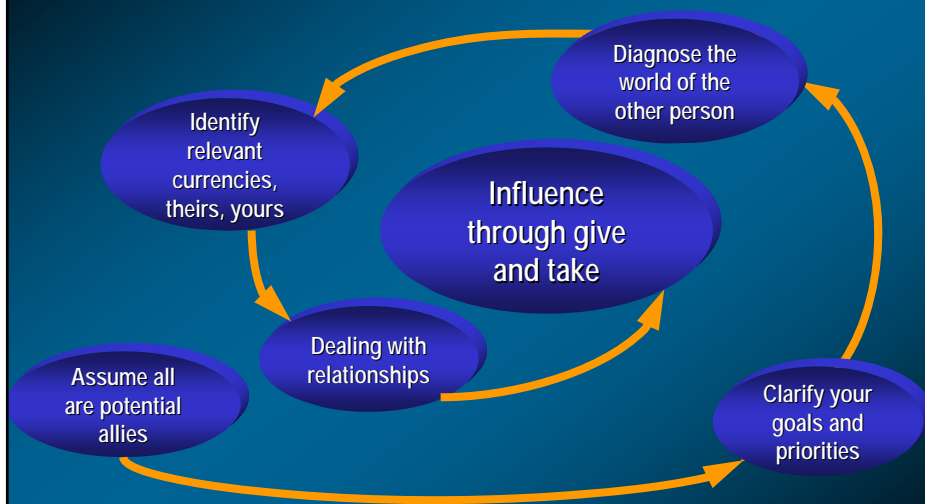 Diagnose the
world of the
other person
Identify
relevant
currencies,
theirs, yours
Influence
through give
and take
Dealing with
relationships
Assume all
are potential
allies
Clarify your
goals and
priorities